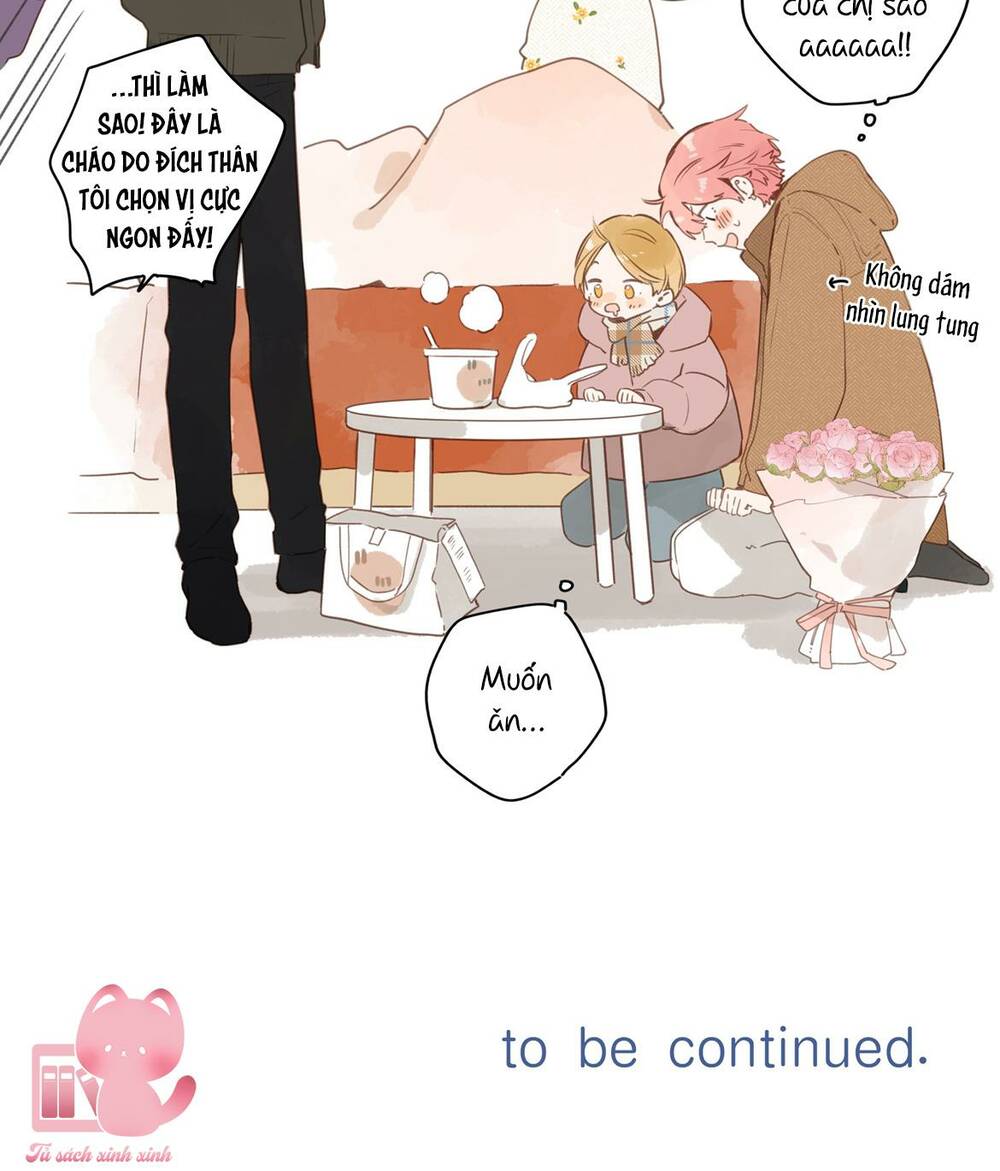 của chị sao
aaaaaa!!
...THÌ LÀM
SAO! ĐÂY LÀ
CHÁO DO ĐÍCH THÂN
TÔI CHỌN VỊ CỰC
NGON ĐẤY!
← Không dám
nhìn lung tung
Muốn
ăn...
to be continued.
Tủ sách xinh xinh